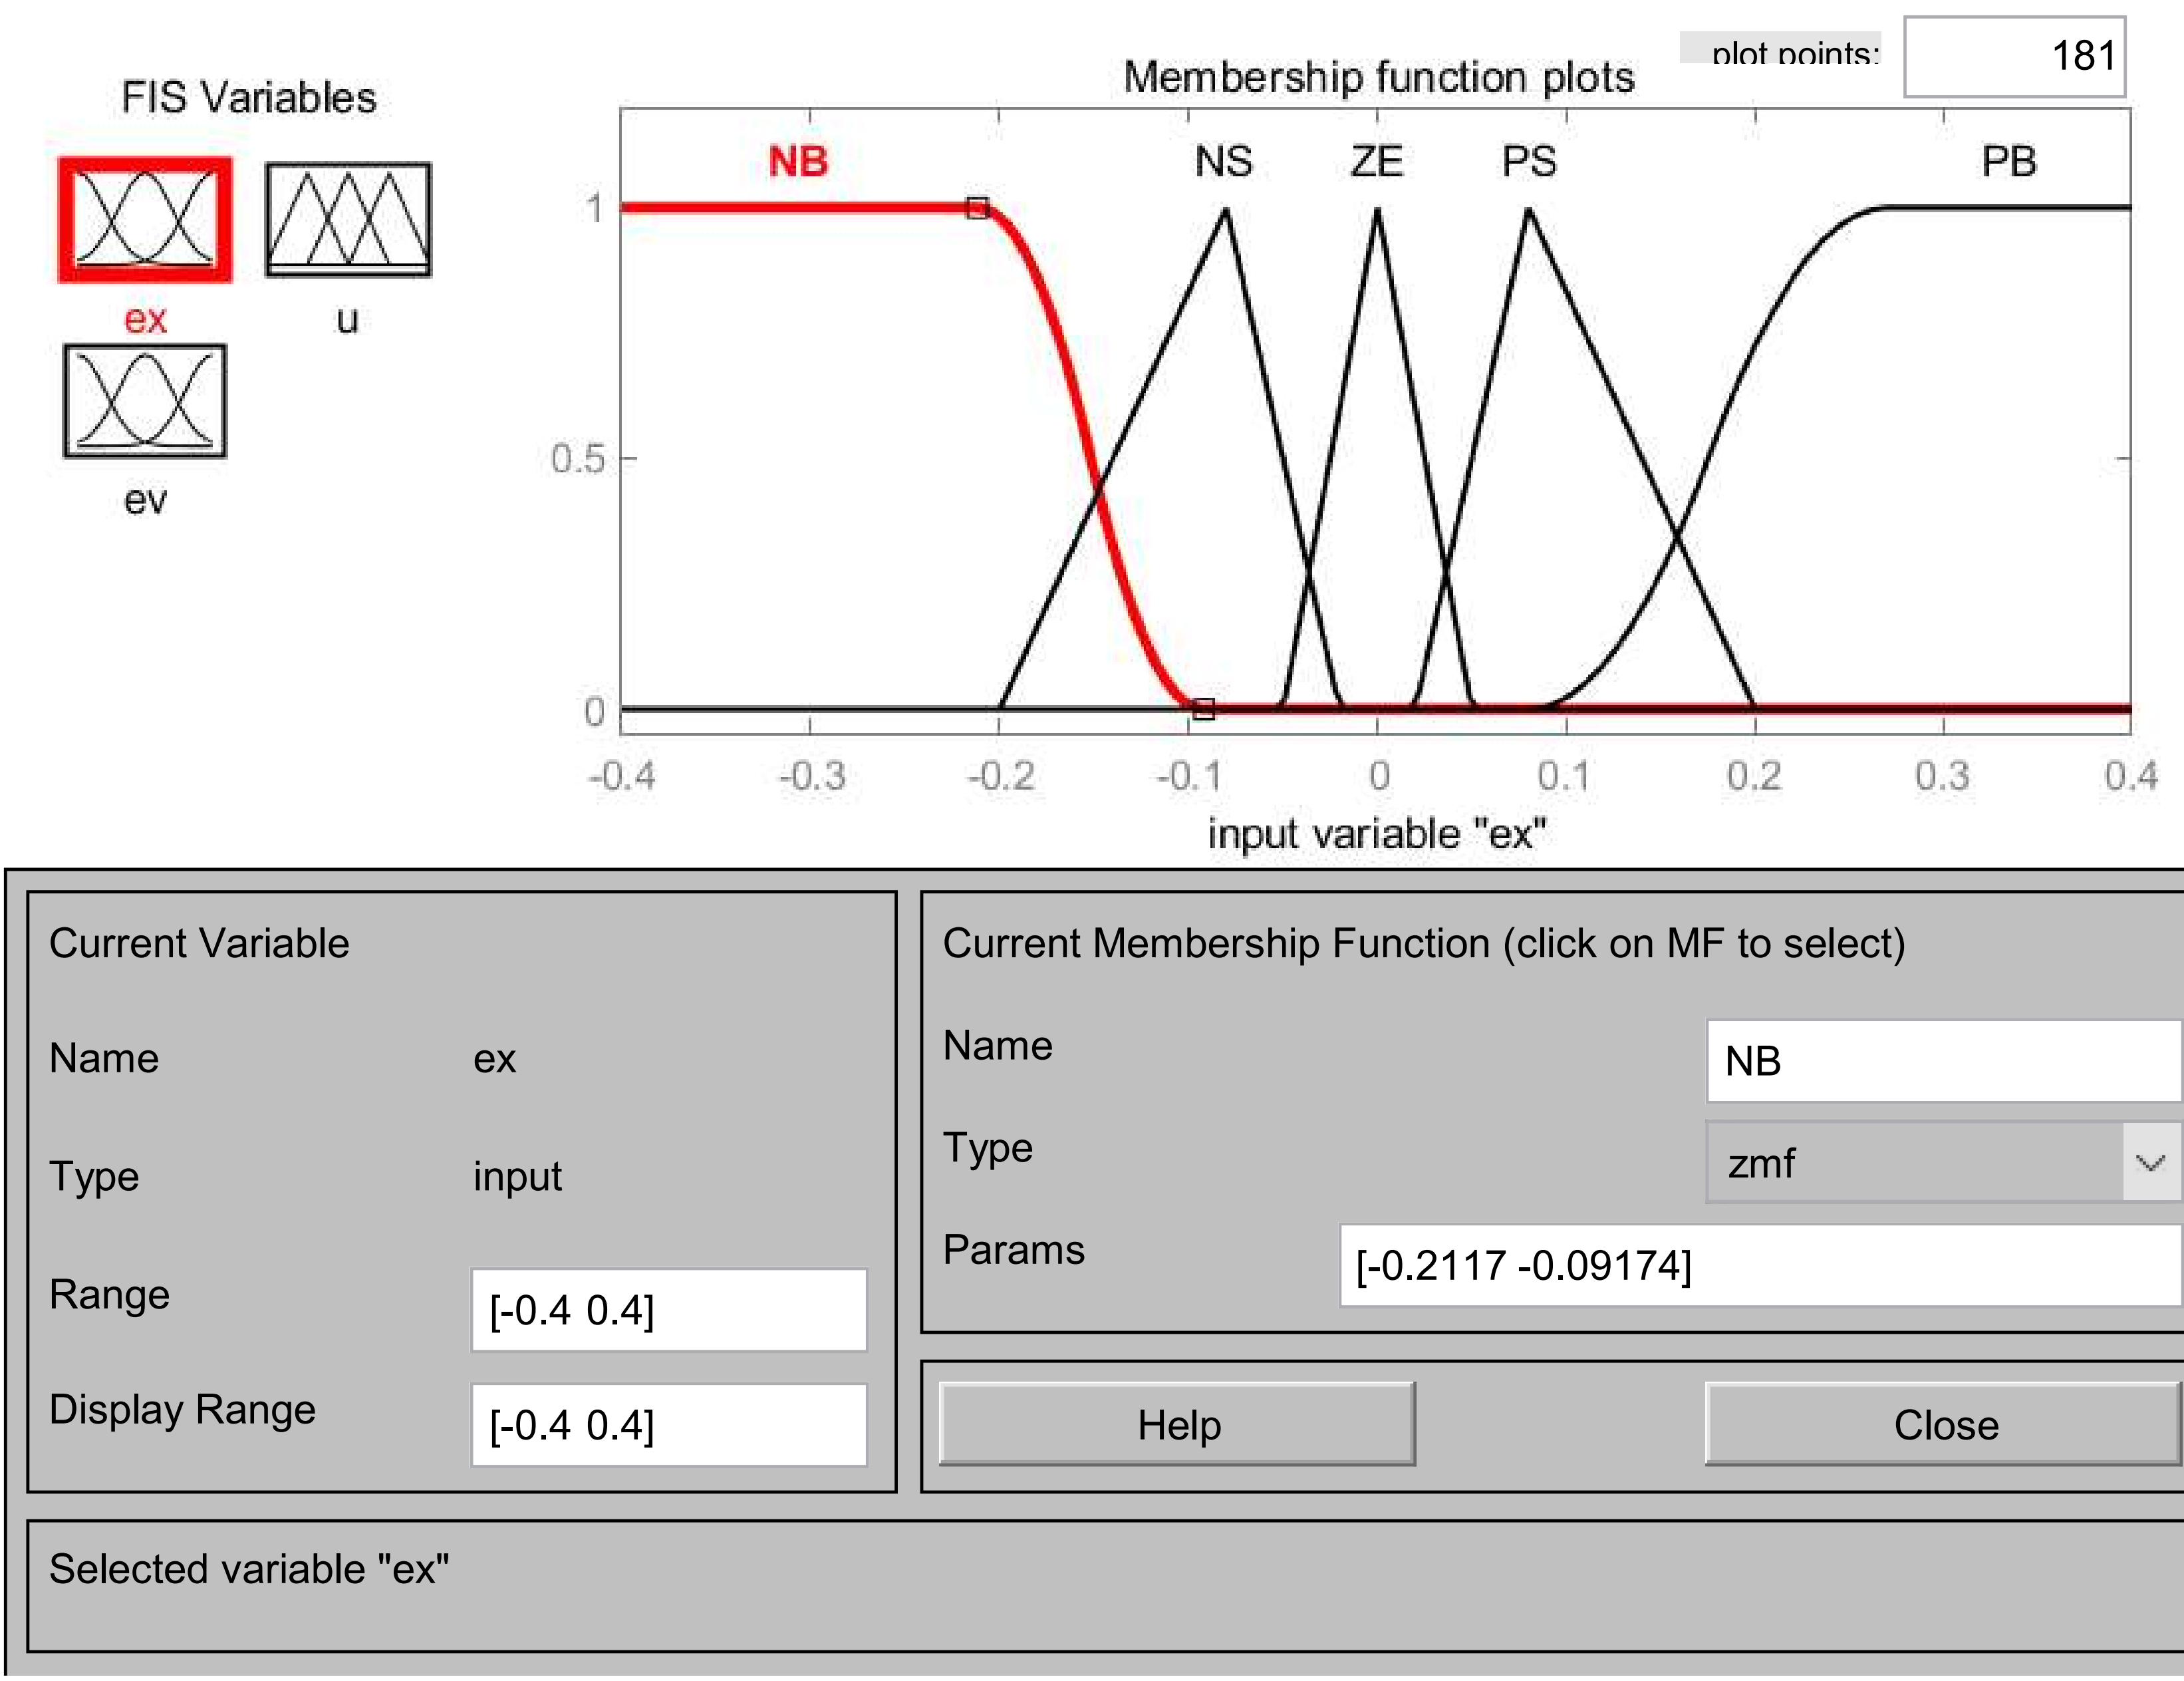 plot points: 181
FIS Variables
Membership function plots
ex
u
ev
NB NS ZE PS PB
1
0.5
0
-0.4 -0.3 -0.2 -0.1 0 0.1 0.2 0.3 0.4
input variable "ex"
Current Variable
Name ex
Type input
Range [-0.4 0.4]
Display Range [-0.4 0.4]
Current Membership Function (click on MF to select)
Name NB
Type zmf
Params [-0.2117 -0.09174]
Help Close
Selected variable "ex"